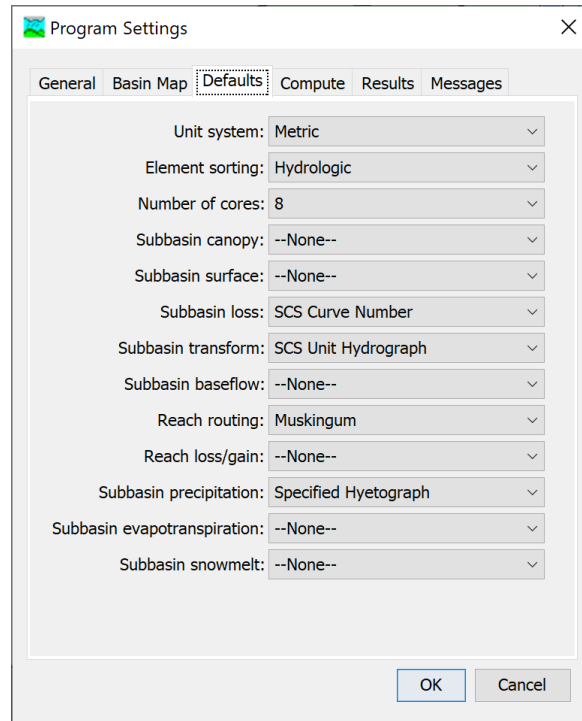 Program Settings
General Basin Map Defaults Compute Results Messages
Unit system: Metric
Element sorting: Hydrologic
Number of cores: 8
Subbasin canopy: --None--
Subbasin surface: --None--
Subbasin loss: SCS Curve Number
Subbasin transform: SCS Unit Hydrograph
Subbasin baseflow: --None--
Reach routing: Muskingum
Reach loss/gain: --None--
Subbasin precipitation: Specified Hyetograph
Subbasin evapotranspiration: --None--
Subbasin snowmelt: --None--
OK Cancel